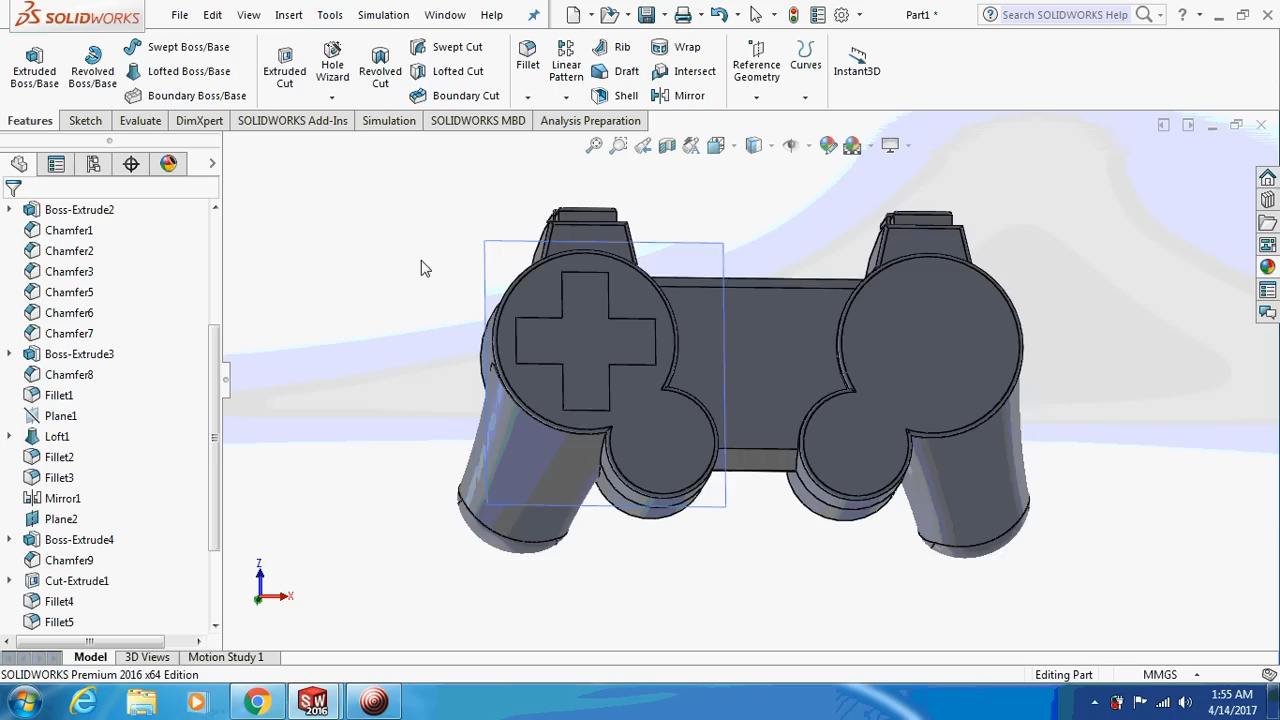 SOLIDWORKS File Edit View Insert Tools Simulation Window Help Part1 * Search SOLIDWORKS Help ?
Extruded Boss/Base
Revolved Boss/Base
Swept Boss/Base
Lofted Boss/Base
Boundary Boss/Base
Extruded Cut
Hole Wizard
Revolved Cut
Swept Cut
Lofted Cut
Boundary Cut
Fillet
Linear Pattern
Rib
Draft
Shell
Wrap
Intersect
Mirror
Reference Geometry
Curves
Instant3D
Features Sketch Evaluate DimXpert SOLIDWORKS Add-Ins Simulation SOLIDWORKS MBD Analysis Preparation
Boss-Extrude2
Chamfer1
Chamfer2
Chamfer3
Chamfer5
Chamfer6
Chamfer7
Boss-Extrude3
Chamfer8
Fillet1
Plane1
Loft1
Fillet2
Fillet3
Mirror1
Plane2
Boss-Extrude4
Chamfer9
Cut-Extrude1
Fillet4
Fillet5
Z
X
Model 3D Views Motion Study 1
SOLIDWORKS Premium 2016 x64 Edition Editing Part MMGS
SW 2016
1:55 AM
4/14/2017